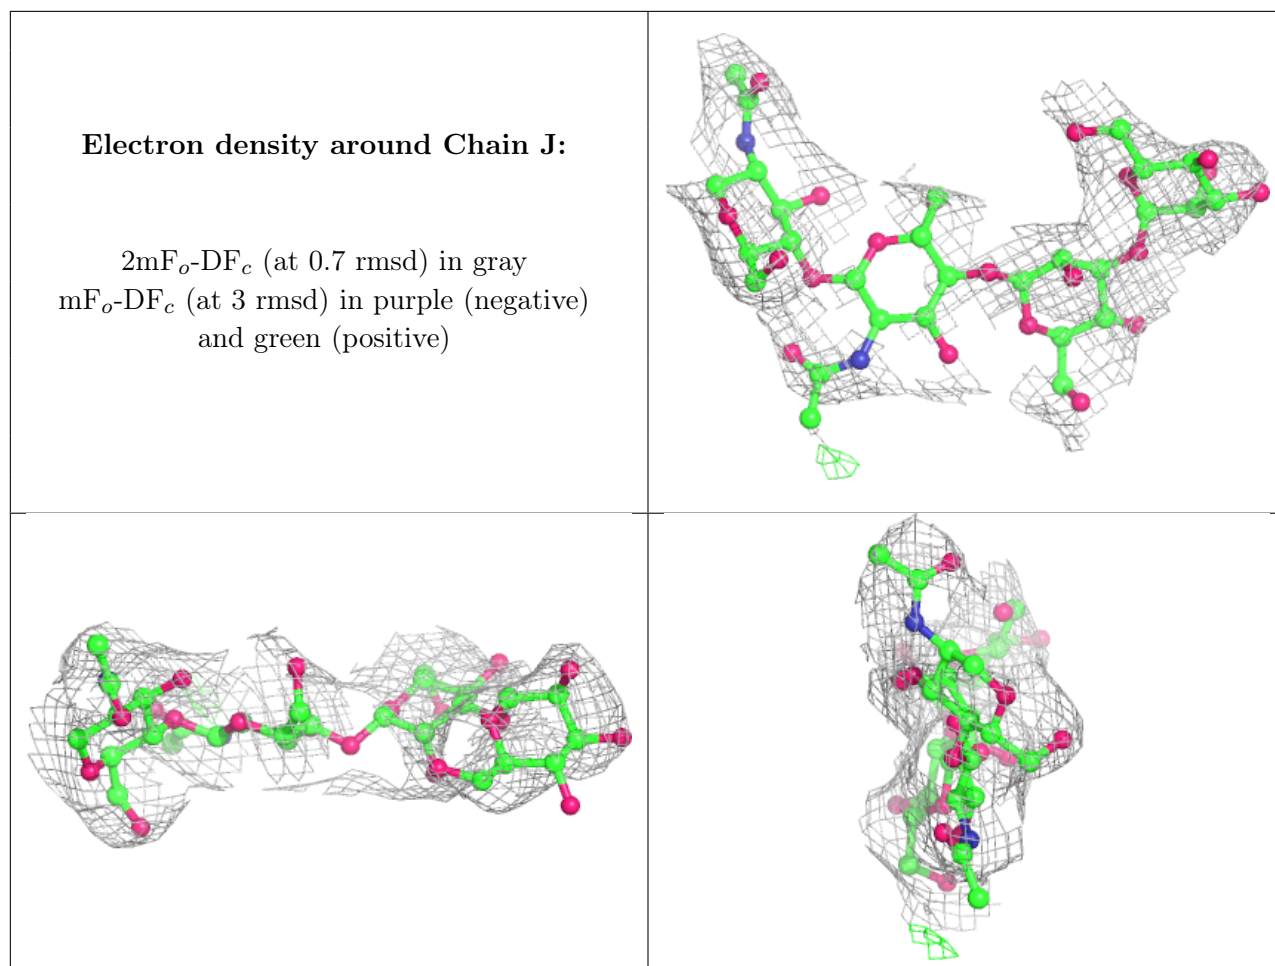 Electron density around Chain J:
2mFₒ-DF𝒸 (at 0.7 rmsd) in gray
mFₒ-DF𝒸 (at 3 rmsd) in purple (negative)
and green (positive)